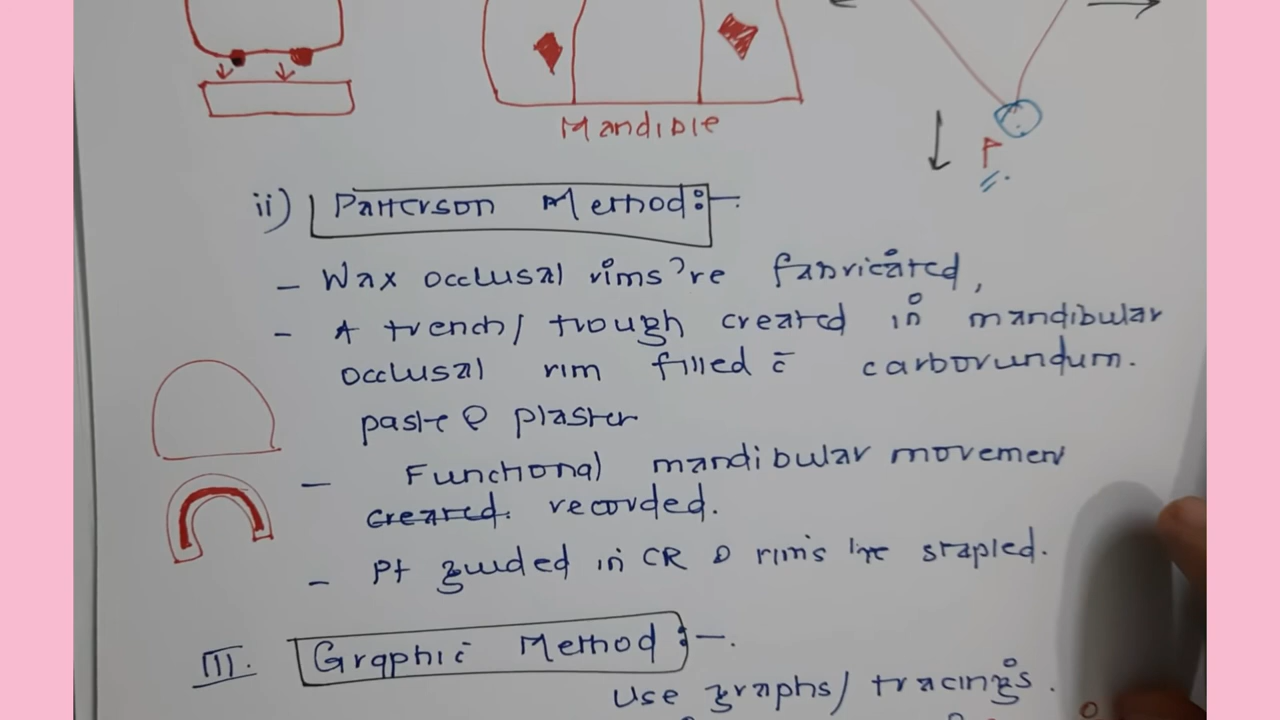 Mandible
P
ii) Patterson Method:-
- Wax occlusal rims're fabricated,
- A trench/ trough created in mandibular
occlusal rim filled c̄ carborundum.
paste & plaster
- Functional mandibular movement
created. recorded.
- Pt guided in CR & rims are stapled.
III. Graphic Method:-
Use graphs/ tracings.